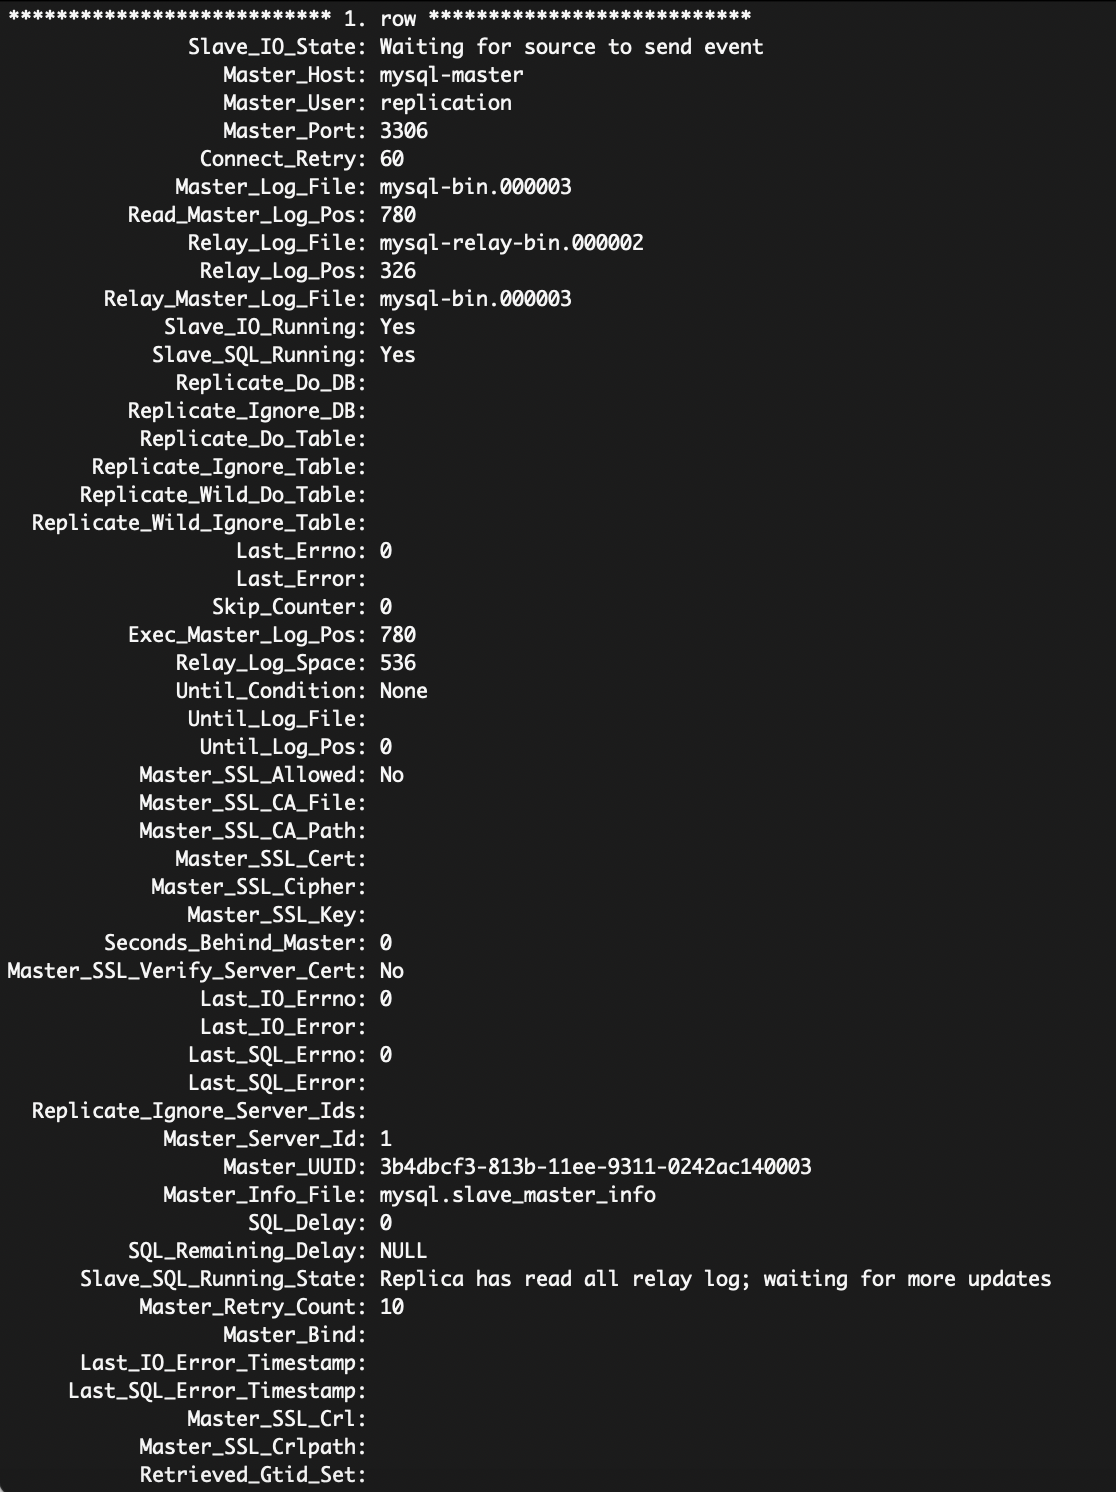 *************************** 1. row ***************************
Slave_IO_State: Waiting for source to send event
Master_Host: mysql-master
Master_User: replication
Master_Port: 3306
Connect_Retry: 60
Master_Log_File: mysql-bin.000003
Read_Master_Log_Pos: 780
Relay_Log_File: mysql-relay-bin.000002
Relay_Log_Pos: 326
Relay_Master_Log_File: mysql-bin.000003
Slave_IO_Running: Yes
Slave_SQL_Running: Yes
Replicate_Do_DB:
Replicate_Ignore_DB:
Replicate_Do_Table:
Replicate_Ignore_Table:
Replicate_Wild_Do_Table:
Replicate_Wild_Ignore_Table:
Last_Errno: 0
Last_Error:
Skip_Counter: 0
Exec_Master_Log_Pos: 780
Relay_Log_Space: 536
Until_Condition: None
Until_Log_File:
Until_Log_Pos: 0
Master_SSL_Allowed: No
Master_SSL_CA_File:
Master_SSL_CA_Path:
Master_SSL_Cert:
Master_SSL_Cipher:
Master_SSL_Key:
Seconds_Behind_Master: 0
Master_SSL_Verify_Server_Cert: No
Last_IO_Errno: 0
Last_IO_Error:
Last_SQL_Errno: 0
Last_SQL_Error:
Replicate_Ignore_Server_Ids:
Master_Server_Id: 1
Master_UUID: 3b4dbcf3-813b-11ee-9311-0242ac140003
Master_Info_File: mysql.slave_master_info
SQL_Delay: 0
SQL_Remaining_Delay: NULL
Slave_SQL_Running_State: Replica has read all relay log; waiting for more updates
Master_Retry_Count: 10
Master_Bind:
Last_IO_Error_Timestamp:
Last_SQL_Error_Timestamp:
Master_SSL_Crl:
Master_SSL_Crlpath:
Retrieved_Gtid_Set: